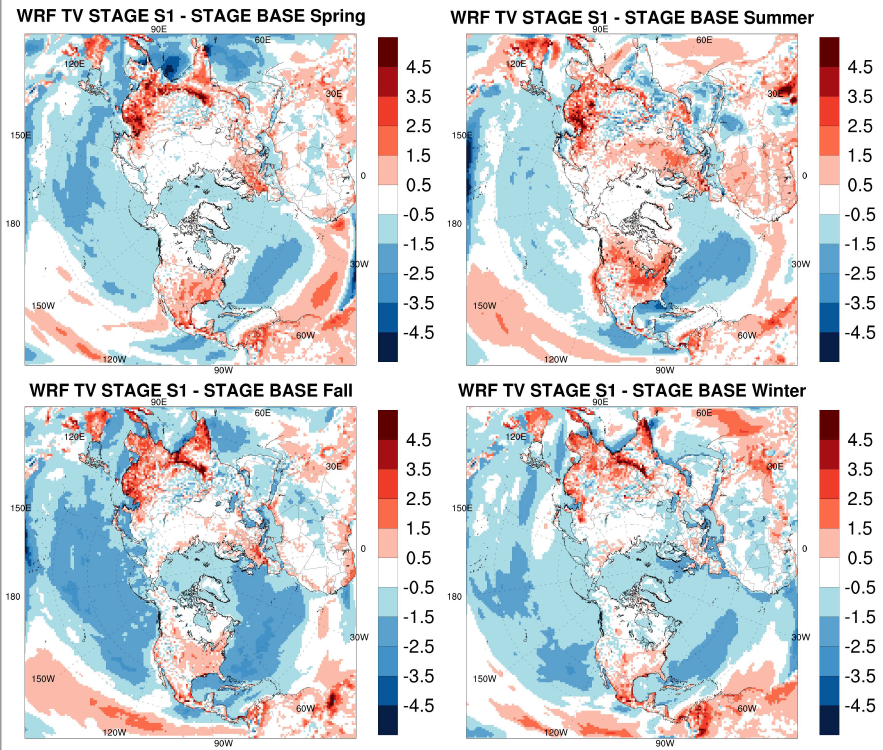 WRF TV STAGE S1 - STAGE BASE Spring
90E
60E
120E
30E
150E
0
180
30W
150W
60W
120W
90W
4.5
3.5
2.5
1.5
0.5
-0.5
-1.5
-2.5
-3.5
-4.5
WRF TV STAGE S1 - STAGE BASE Summer
90E
60E
120E
30E
150E
0
180
30W
150W
60W
120W
90W
4.5
3.5
2.5
1.5
0.5
-0.5
-1.5
-2.5
-3.5
-4.5
WRF TV STAGE S1 - STAGE BASE Fall
90E
60E
120E
30E
150E
0
180
30W
150W
60W
120W
90W
4.5
3.5
2.5
1.5
0.5
-0.5
-1.5
-2.5
-3.5
-4.5
WRF TV STAGE S1 - STAGE BASE Winter
90E
60E
120E
30E
150E
0
180
30W
150W
60W
120W
90W
4.5
3.5
2.5
1.5
0.5
-0.5
-1.5
-2.5
-3.5
-4.5